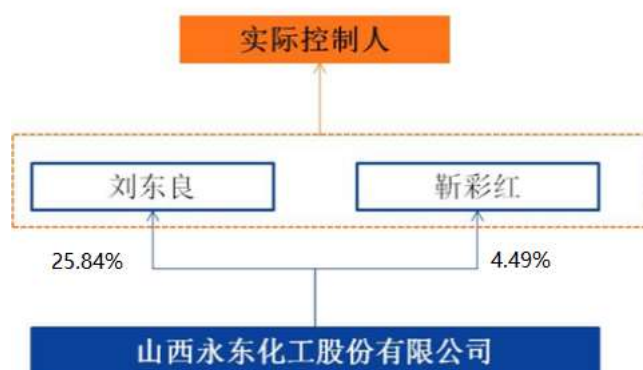 实际控制人
刘东良
靳彩红
25.84%
4.49%
山西永东化工股份有限公司